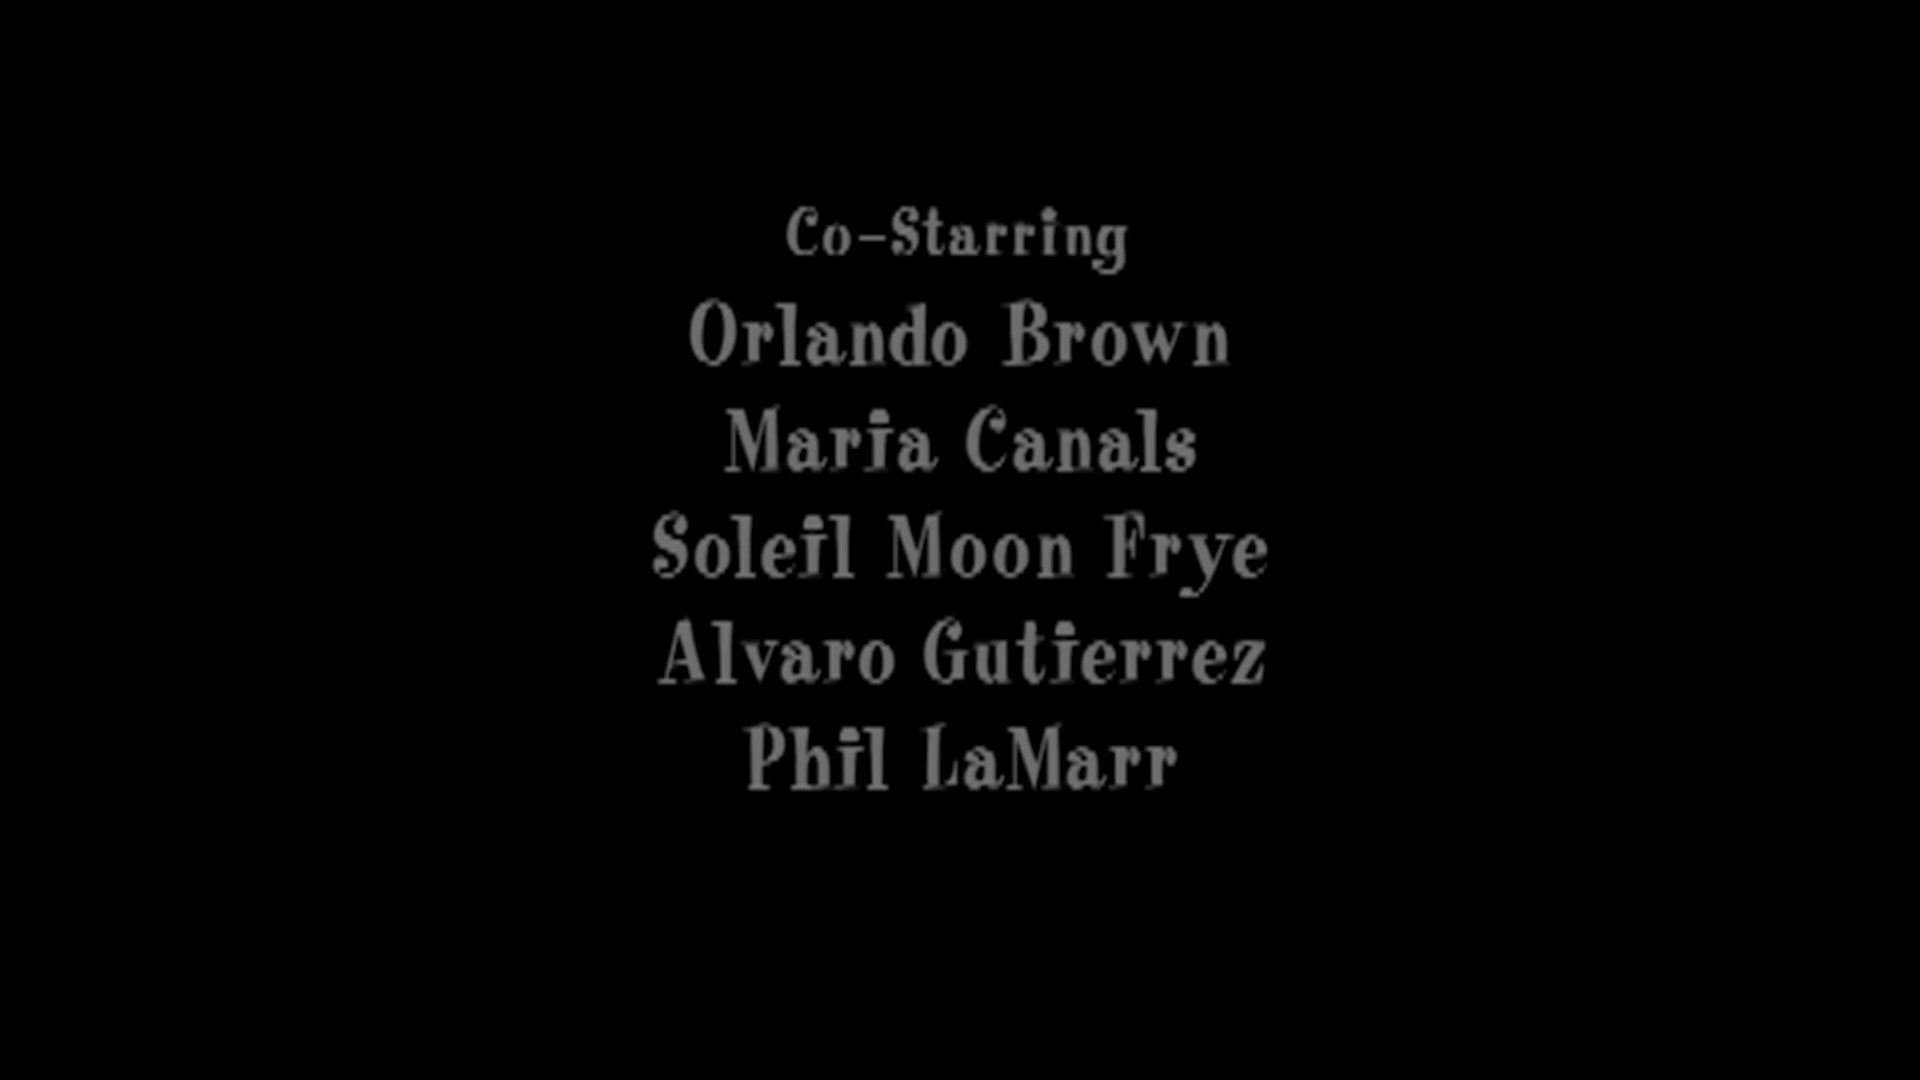 Co-Starring
Orlando Brown
Maria Canals
Soleil Moon Frye
Alvaro Gutierrez
Phil LaMarr